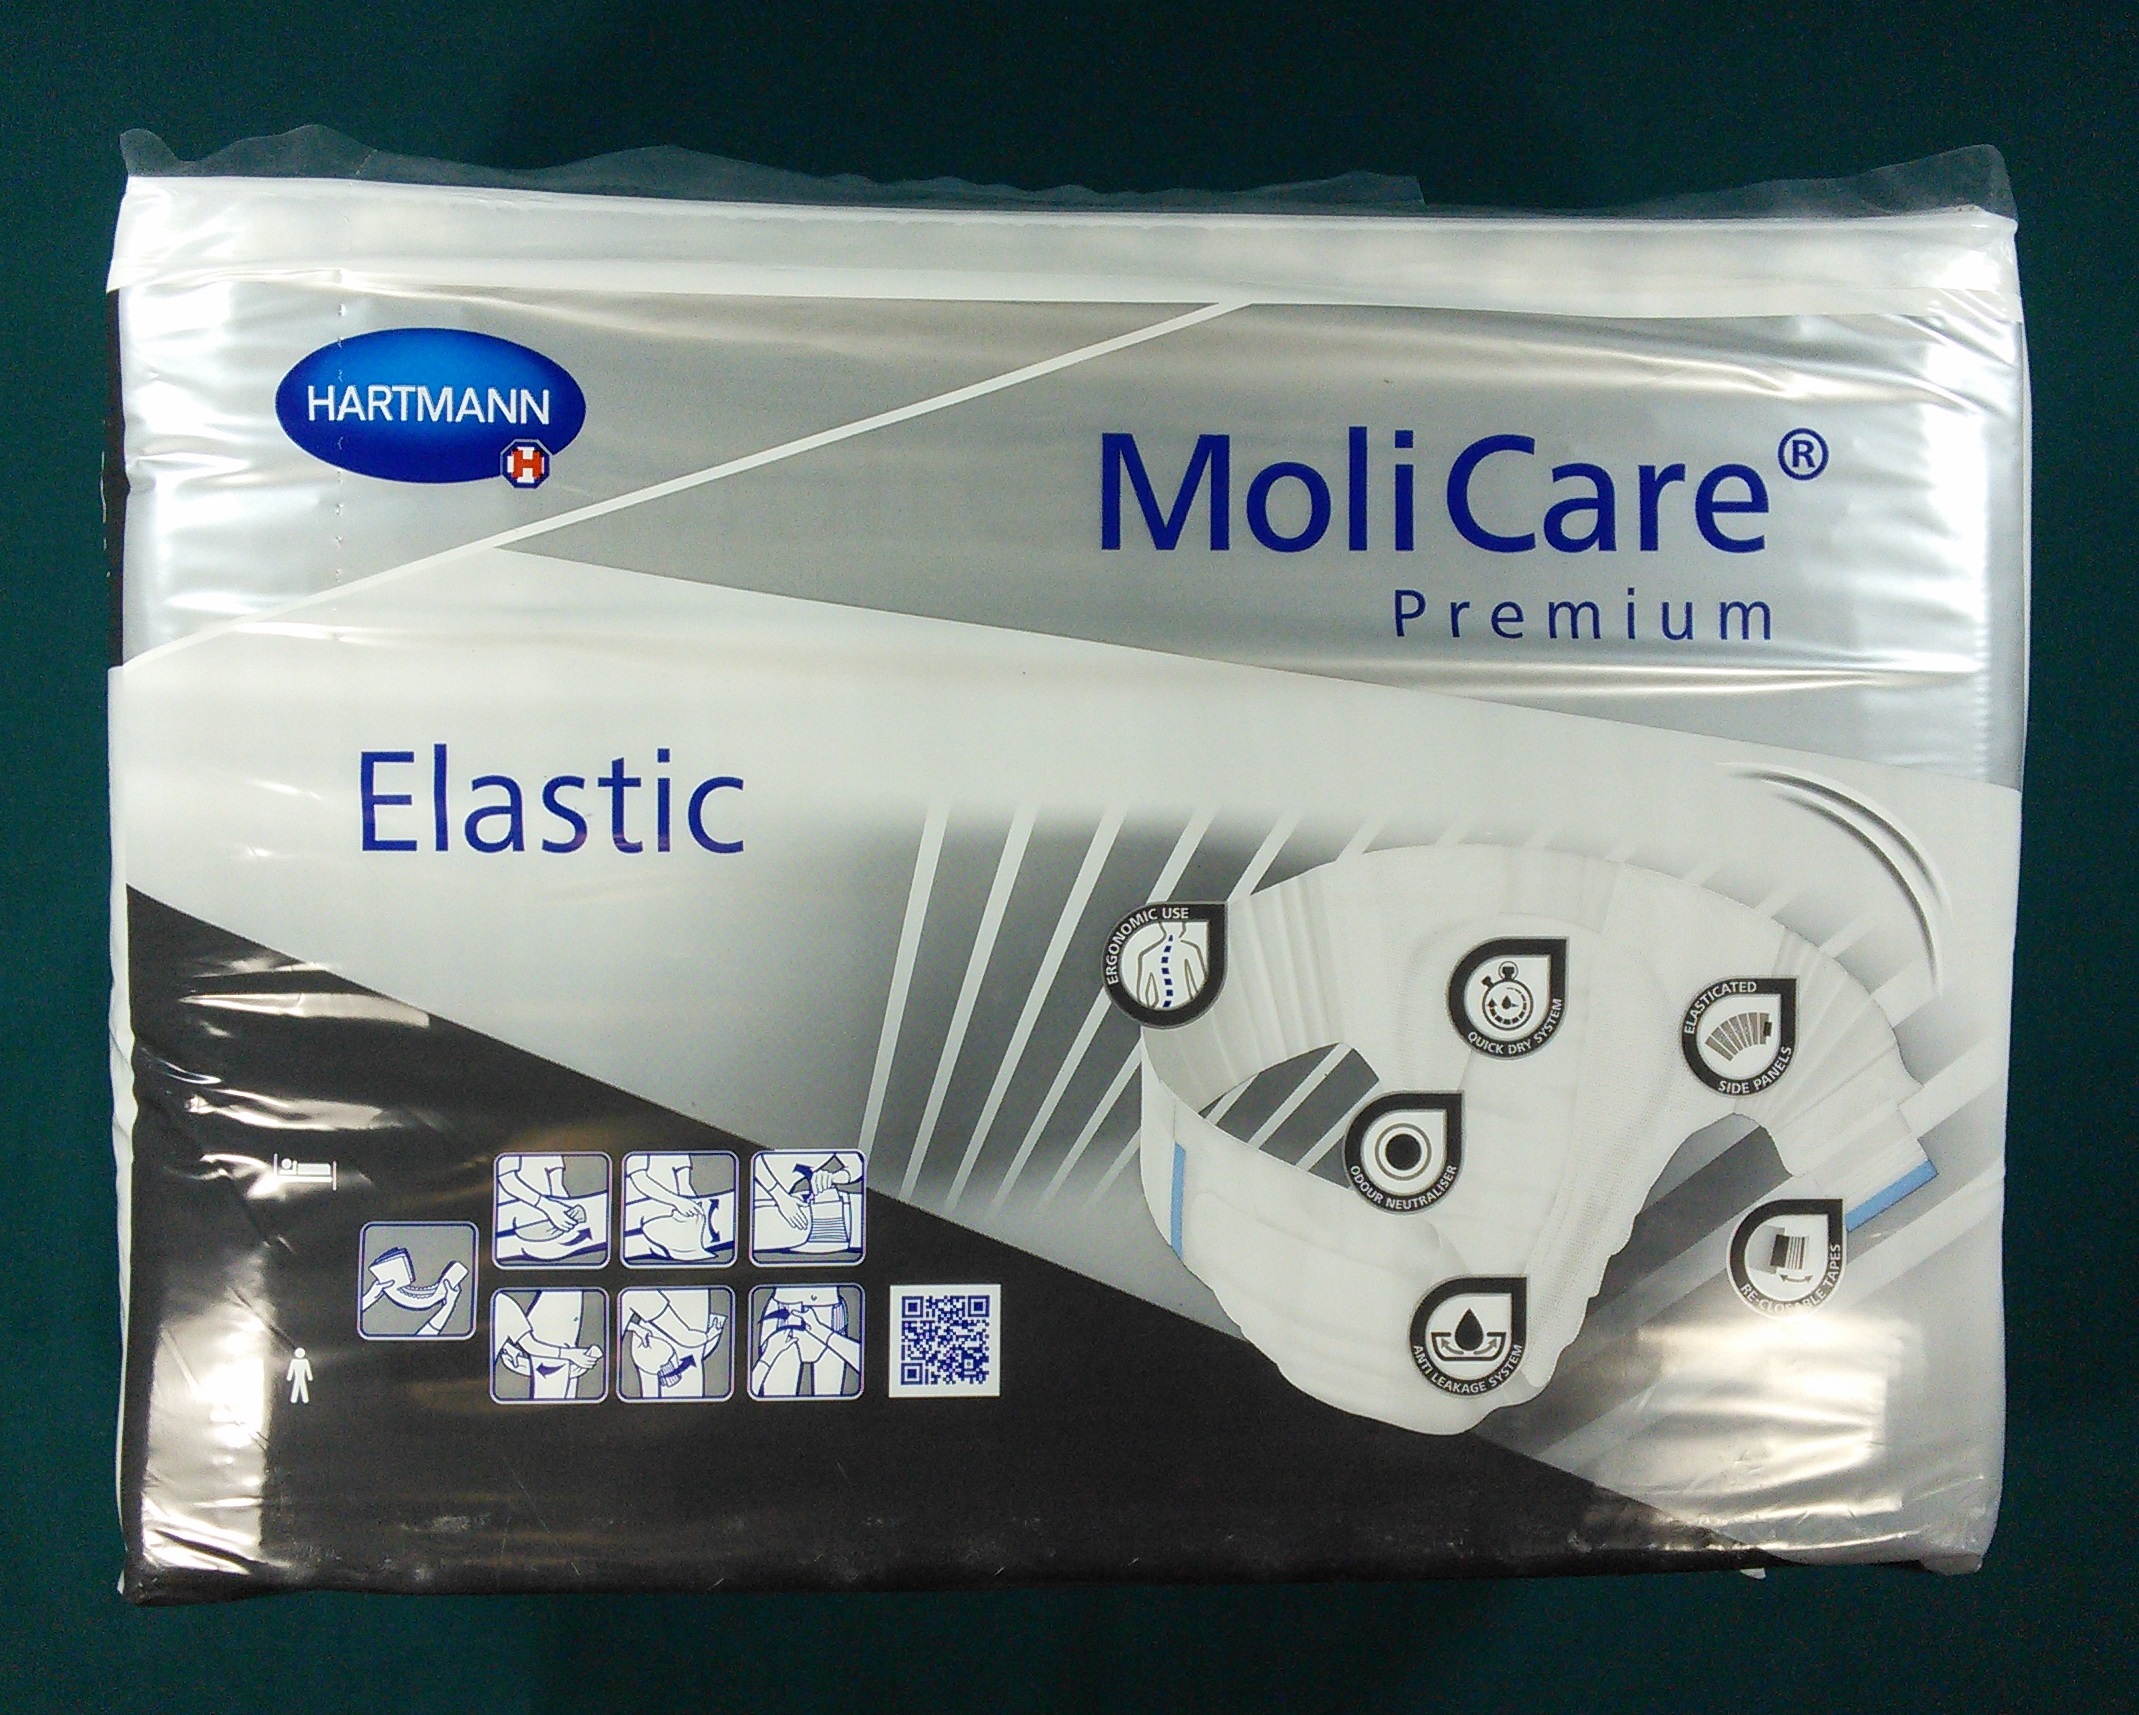 HARTMANN
H
MoliCare®
Premium
Elastic
ERGONOMIC USE
QUICK DRY SYSTEM
ELASTICATED
SIDE PANELS
ODOUR NEUTRALISER
RE-CLOSABLE TAPES
ANTI LEAKAGE SYSTEM